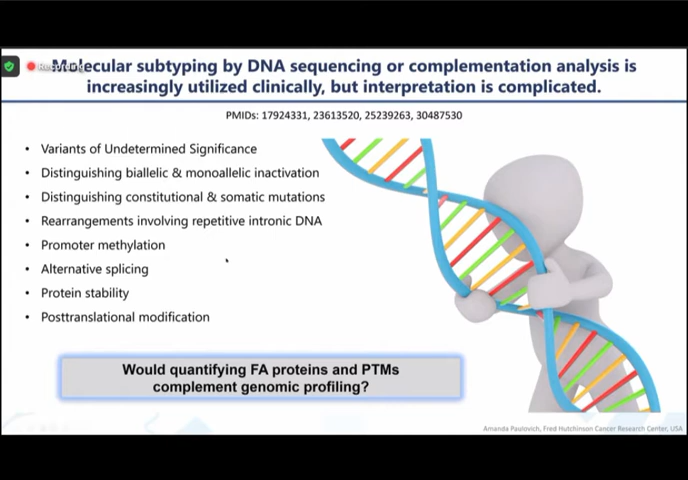 Recording
Molecular subtyping by DNA sequencing or complementation analysis is
increasingly utilized clinically, but interpretation is complicated.
PMIDs: 17924331, 23613520, 25239263, 30487530
• Variants of Undetermined Significance
• Distinguishing biallelic & monoallelic inactivation
• Distinguishing constitutional & somatic mutations
• Rearrangements involving repetitive intronic DNA
• Promoter methylation
• Alternative splicing
• Protein stability
• Posttranslational modification
Would quantifying FA proteins and PTMs
complement genomic profiling?
Amanda Paulovich, Fred Hutchinson Cancer Research Center, USA